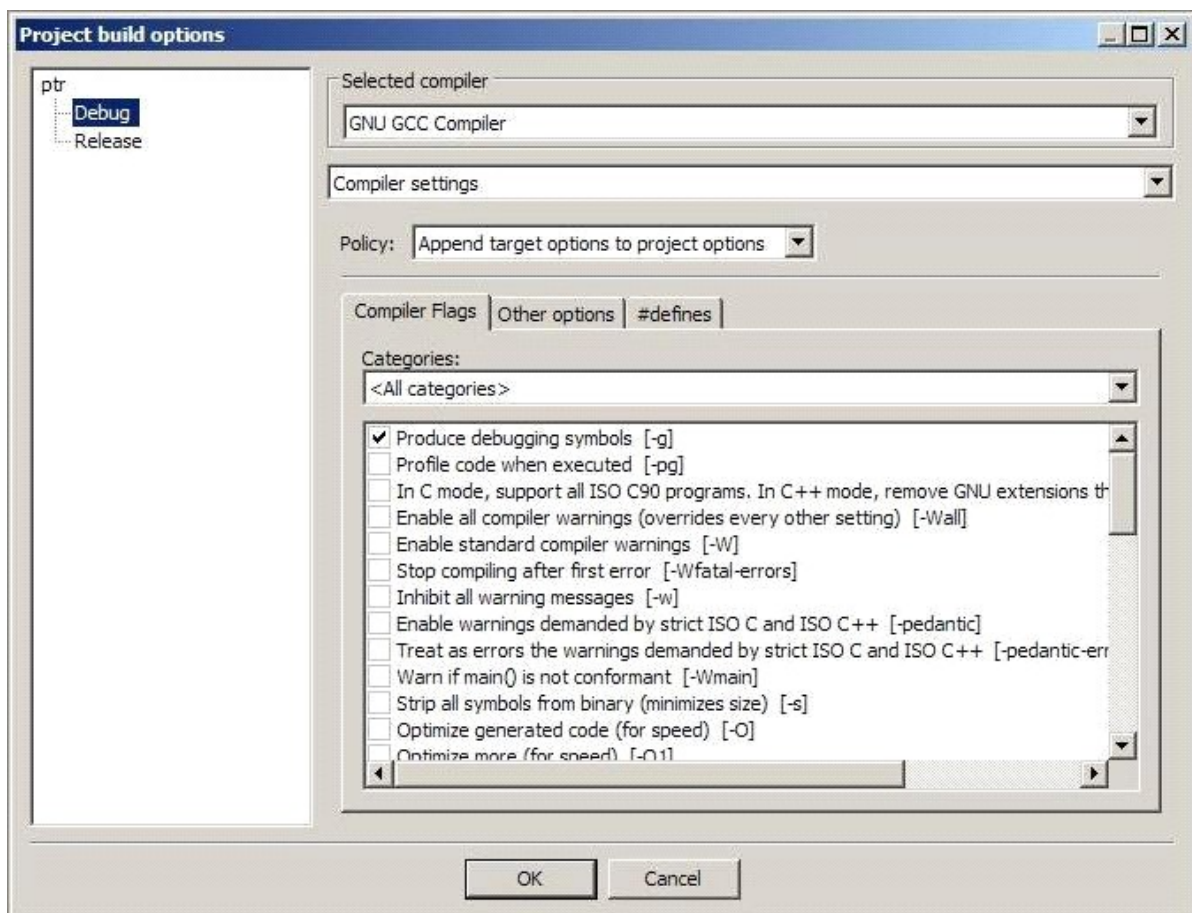 Project build options
ptr
Debug
Release
Selected compiler
GNU GCC Compiler
Compiler settings
Policy: Append target options to project options
Compiler Flags Other options #defines
Categories:
<All categories>
Produce debugging symbols [-g]
Profile code when executed [-pg]
In C mode, support all ISO C90 programs. In C++ mode, remove GNU extensions th
Enable all compiler warnings (overrides every other setting) [-Wall]
Enable standard compiler warnings [-W]
Stop compiling after first error [-Wfatal-errors]
Inhibit all warning messages [-w]
Enable warnings demanded by strict ISO C and ISO C++ [-pedantic]
Treat as errors the warnings demanded by strict ISO C and ISO C++ [-pedantic-err
Warn if main() is not conformant [-Wmain]
Strip all symbols from binary (minimizes size) [-s]
Optimize generated code (for speed) [-O]
Optimize more (for speed) [-O1]
OK Cancel